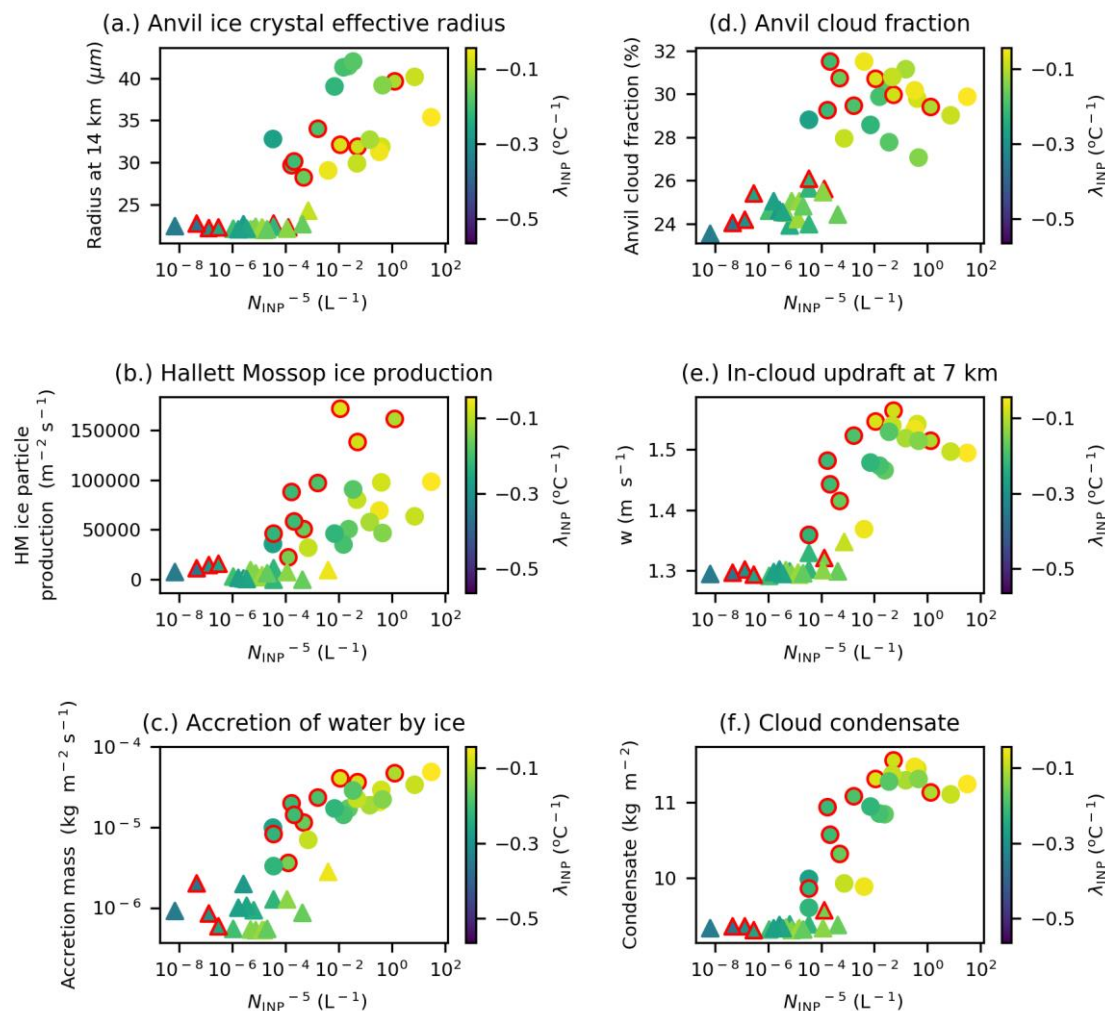 (a.) Anvil ice crystal effective radius
Radius at 14 km (μm)
40
35
30
25
10⁻⁸ 10⁻⁶ 10⁻⁴ 10⁻² 10⁰ 10²
N_INP⁻⁵ (L⁻¹)
−0.1
−0.3
−0.5
λ_INP (°C⁻¹)
(d.) Anvil cloud fraction
Anvil cloud fraction (%)
32
30
28
26
24
10⁻⁸ 10⁻⁶ 10⁻⁴ 10⁻² 10⁰ 10²
N_INP⁻⁵ (L⁻¹)
−0.1
−0.3
−0.5
λ_INP (°C⁻¹)
(b.) Hallett Mossop ice production
HM ice particle
production (m⁻² s⁻¹)
150000
100000
50000
0
10⁻⁸ 10⁻⁶ 10⁻⁴ 10⁻² 10⁰ 10²
N_INP⁻⁵ (L⁻¹)
−0.1
−0.3
−0.5
λ_INP (°C⁻¹)
(e.) In-cloud updraft at 7 km
w (m s⁻¹)
1.5
1.4
1.3
10⁻⁸ 10⁻⁶ 10⁻⁴ 10⁻² 10⁰ 10²
N_INP⁻⁵ (L⁻¹)
−0.1
−0.3
−0.5
λ_INP (°C⁻¹)
(c.) Accretion of water by ice
Accretion mass (kg m⁻² s⁻¹)
10⁻⁴
10⁻⁵
10⁻⁶
10⁻⁸ 10⁻⁶ 10⁻⁴ 10⁻² 10⁰ 10²
N_INP⁻⁵ (L⁻¹)
−0.1
−0.3
−0.5
λ_INP (°C⁻¹)
(f.) Cloud condensate
Condensate (kg m⁻²)
11
10
10⁻⁸ 10⁻⁶ 10⁻⁴ 10⁻² 10⁰ 10²
N_INP⁻⁵ (L⁻¹)
−0.1
−0.3
−0.5
λ_INP (°C⁻¹)